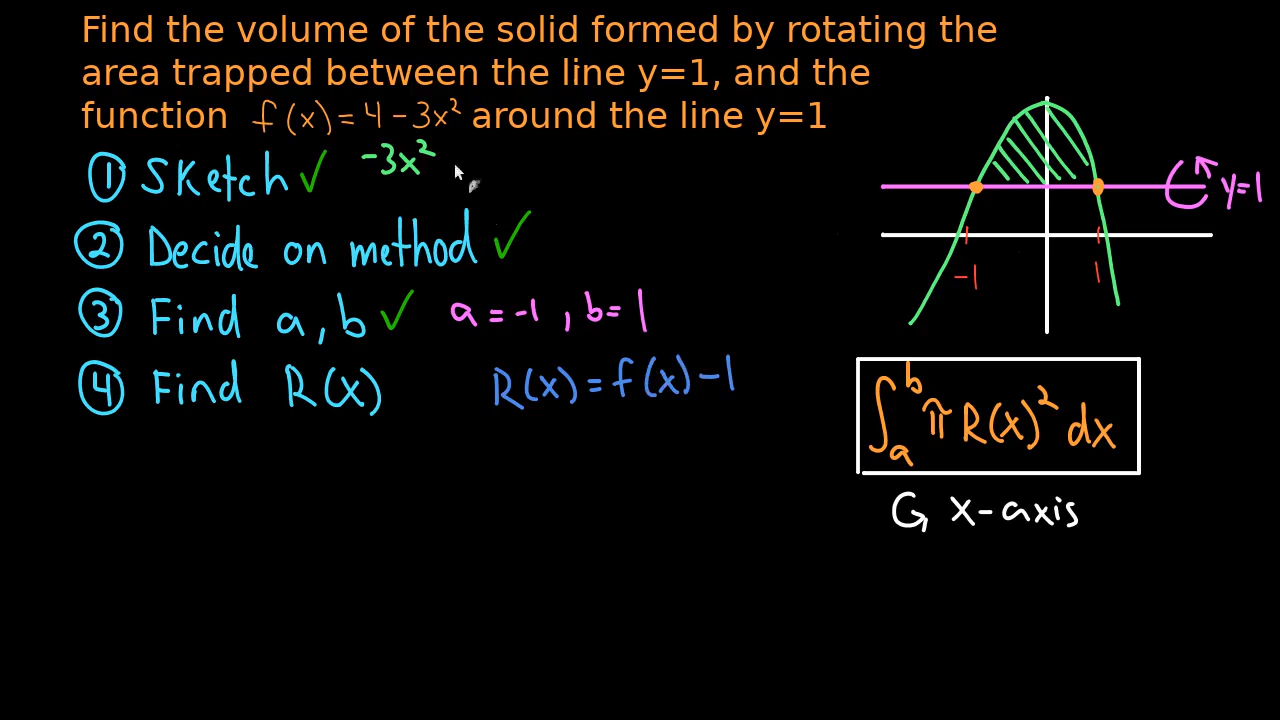 Find the volume of the solid formed by rotating the
area trapped between the line y=1, and the
function f(x) = 4 - 3x² around the line y=1
① Sketch ✓ -3x²
② Decide on method ✓
③ Find a, b ✓ a = -1, b = 1
④ Find R(x) R(x) = f(x) - 1
y=1
-1 1
∫ₐᵇ π R(x)² dx
x-axis